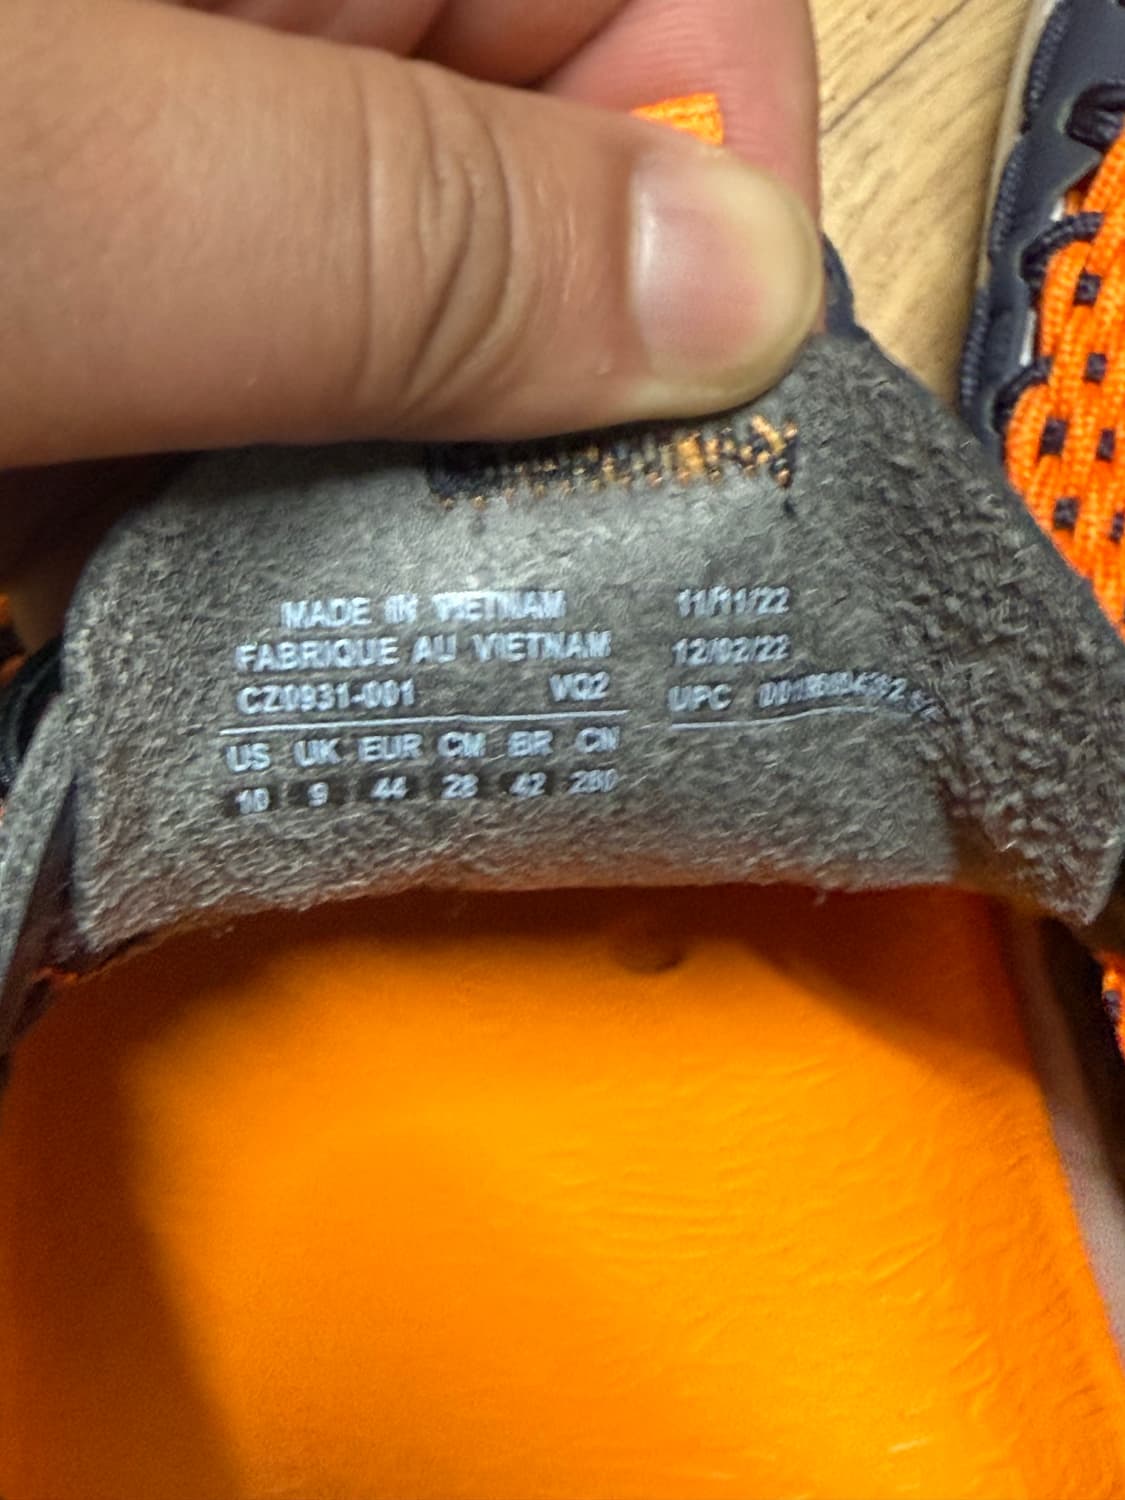 MADE IN VIETNAM
FABRIQUE AU VIETNAM
CZ0931-001 VQ2
US UK EUR CM BR CN
10 9 44 28 42 280
11/11/22
12/02/22
UPC